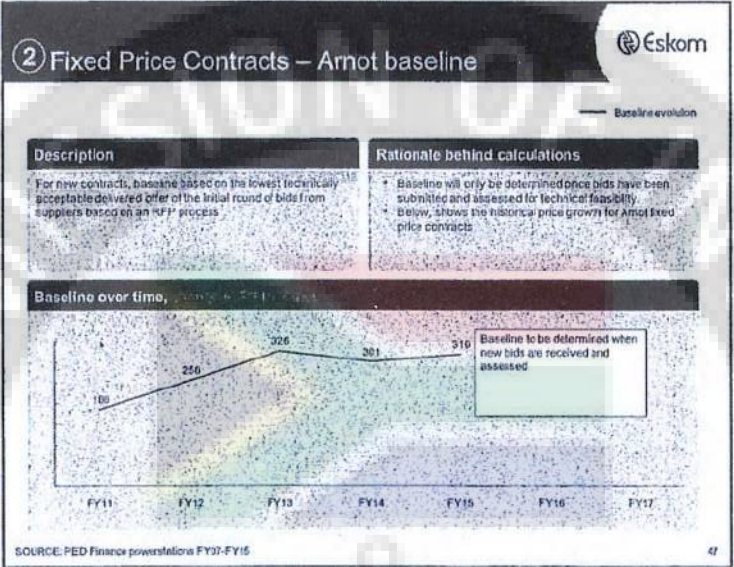 2 Fixed Price Contracts – Arnot baseline
Eskom
Baseline evolution
Description
For new contracts, baseline based on the lowest technically
acceptable delivered offer of the initial round of bids from
suppliers based on an RFP process
Rationale behind calculations
• Baseline will only be determined once bids have been
submitted and assessed for technical feasibility.
• Below, shows the historical price grown for Arnot fixed
price contracts
Baseline over time,
250
326
301
319
Baseline to be determined when
new bids are received and
assessed
FY11
FY12
FY13
FY14
FY15
FY16
FY17
SOURCE: PED Finance powerstations FY07-FY15
47